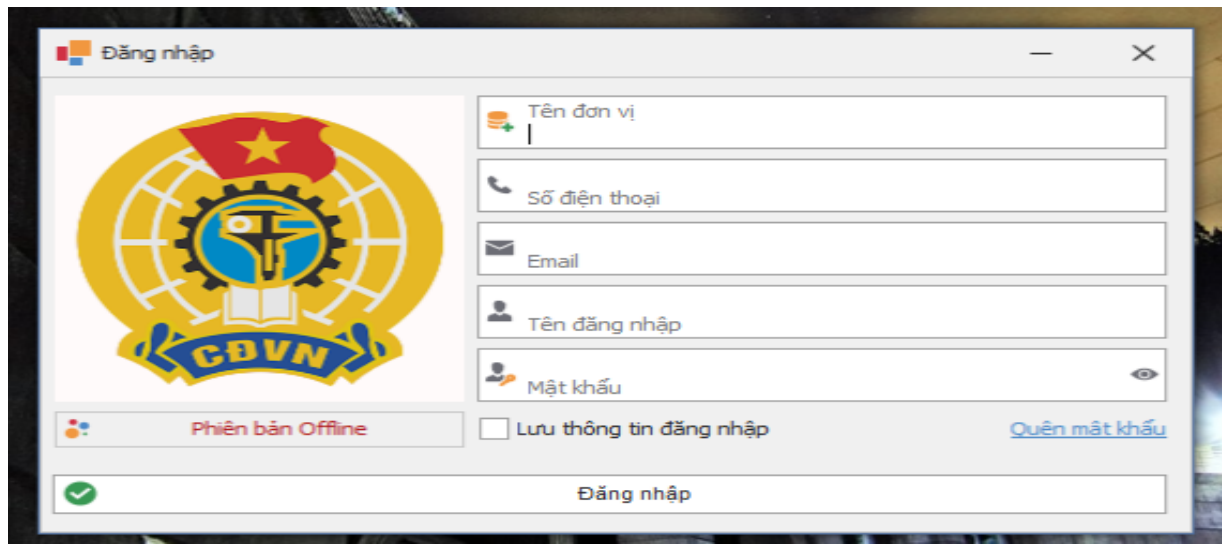 Đăng nhập
Tên đơn vị
Số điện thoại
Email
Tên đăng nhập
Mật khẩu
CĐVN
Phiên bản Offline
Lưu thông tin đăng nhập
Quên mật khẩu
Đăng nhập